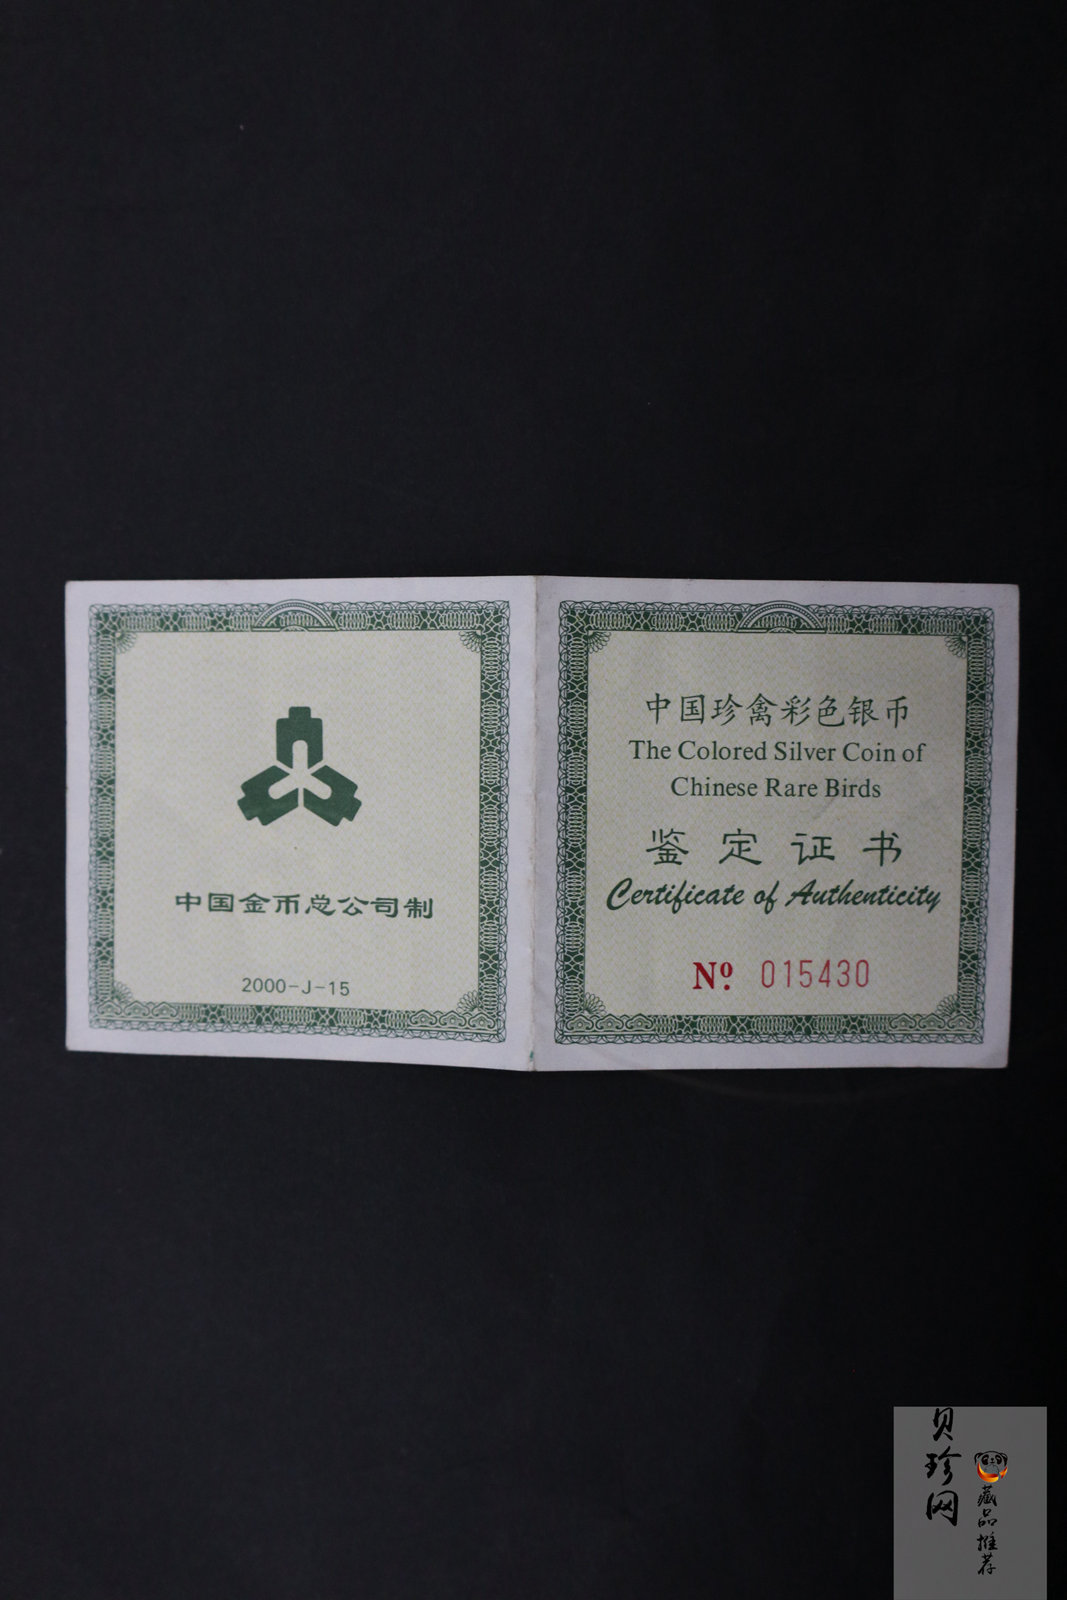 中国金币总公司制
2000-J-15
中国珍禽彩色银币
The Colored Silver Coin of
Chinese Rare Birds
鉴定证书
Certificate of Authenticity
Nº. 015430
贝珍网
藏品推荐